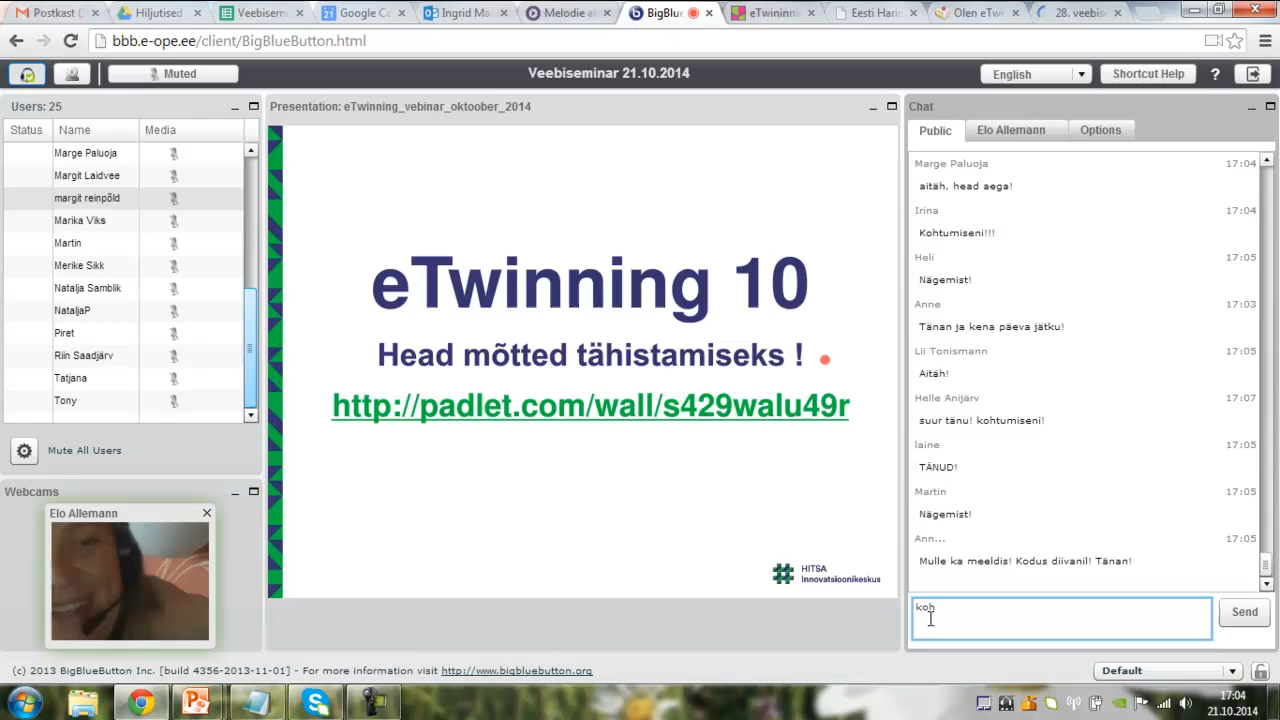 Postkast (
Hiljutised
Veebisemi
Google Ca
Ingrid Ma
Melodie al
BigBlue
eTwininn
Eesti Haric
Olen eTw
28. veebis
bbb.e-ope.ee/client/BigBlueButton.html
Muted
Veebiseminar 21.10.2014
English
Shortcut Help
?
Users: 25
Status Name Media
Marge Paluoja
Margit Laidvee
margit reinpõld
Marika Viks
Martin
Merike Sikk
Natalja Samblik
NataljaP
Piret
Riin Saadjärv
Tatjana
Tony
Mute All Users
Webcams
Elo Allemann
Presentation: eTwinning_vebinar_oktoober_2014
eTwinning 10
Head mõtted tähistamiseks !
http://padlet.com/wall/s429walu49r
HITSA
Innovatsioonikeskus
Chat
Public Elo Allemann Options
Marge Paluoja 17:04
aitäh, head aega!
Irina 17:04
Kohtumiseni!!!
Heli 17:05
Nägemist!
Anne 17:03
Tänan ja kena päeva jätku!
Lii Tonismann 17:05
Aitäh!
Helle Anijärv 17:07
suur tänu! kohtumiseni!
laine 17:05
TÄNUD!
Martin 17:05
Nägemist!
Ann... 17:05
Mulle ka meeldis! Kodus diivanil! Tänan!
koh
Send
(c) 2013 BigBlueButton Inc. [build 4356-2013-11-01] - For more information visit http://www.bigbluebutton.org
Default
17:04
21.10.2014